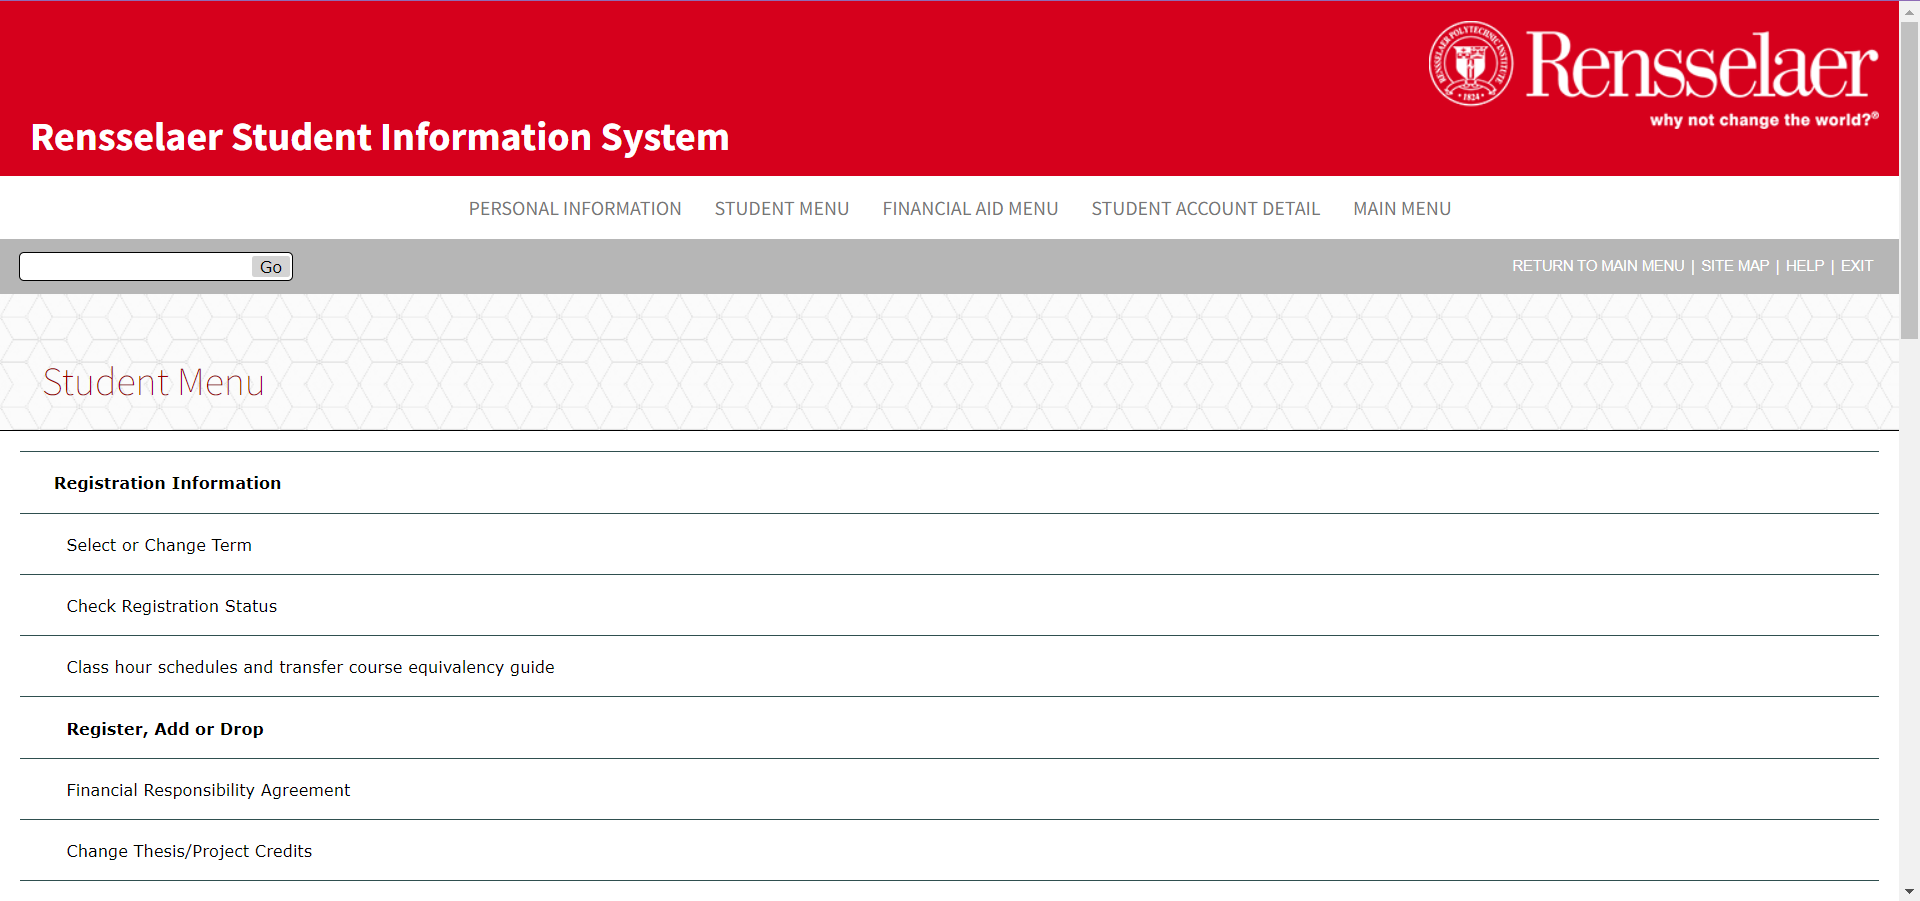 RENSSELAER POLYTECHNIC INSTITUTE
· 1824 ·
Rensselaer
why not change the world?®
Rensselaer Student Information System
PERSONAL INFORMATION STUDENT MENU FINANCIAL AID MENU STUDENT ACCOUNT DETAIL MAIN MENU
Go RETURN TO MAIN MENU | SITE MAP | HELP | EXIT
Student Menu
Registration Information
Select or Change Term
Check Registration Status
Class hour schedules and transfer course equivalency guide
Register, Add or Drop
Financial Responsibility Agreement
Change Thesis/Project Credits